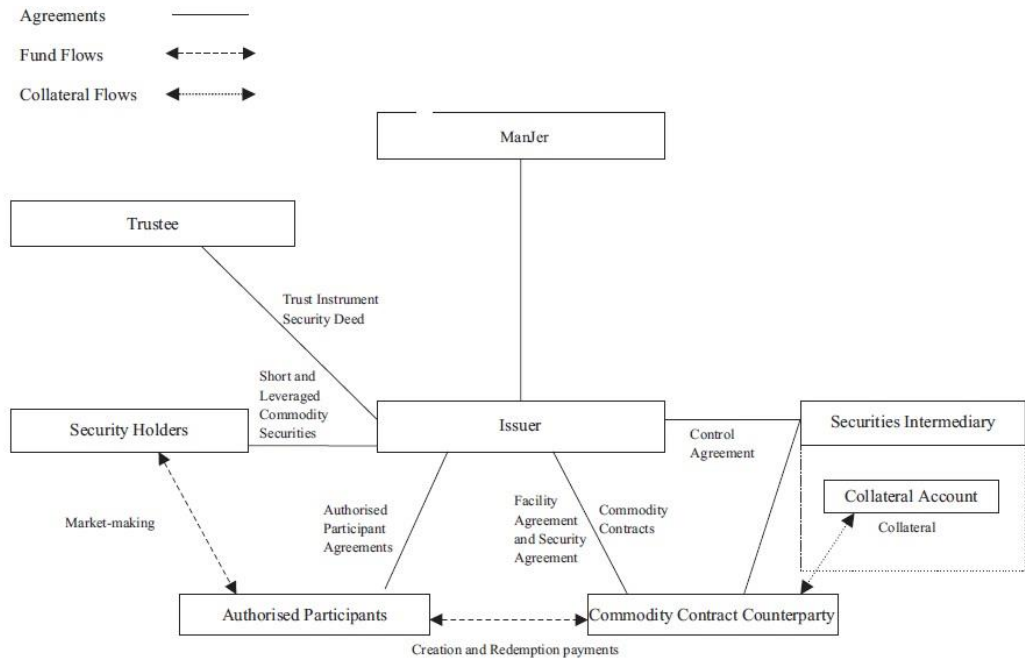 Agreements
Fund Flows
Collateral Flows
ManJer
Trustee
Trust Instrument
Security Deed
Short and
Leveraged
Commodity
Securities
Security Holders
Issuer
Control
Agreement
Securities Intermediary
Collateral Account
Collateral
Market-making
Authorised
Participant
Agreements
Facility
Agreement
and Security
Agreement
Commodity
Contracts
Authorised Participants
Commodity Contract Counterparty
Creation and Redemption payments